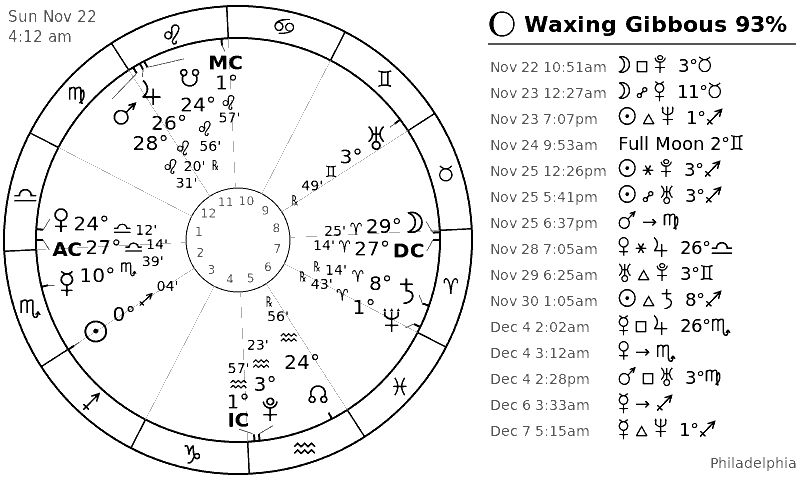 Sun Nov 22
4:12 am
☾ Waxing Gibbous 93%
Nov 22 10:51am ☽ □ ♇ 3°♉
Nov 23 12:27am ☽ ☍ ☿ 11°♉
Nov 23 7:07pm ☉ △ ♆ 1°♐
Nov 24 9:53am Full Moon 2°♊
Nov 25 12:26pm ☉ ⚹ ♇ 3°♐
Nov 25 5:41pm ☉ ☍ ♅ 3°♐
Nov 25 6:37pm ♂ → ♍
Nov 28 7:05am ♀ ⚹ ♃ 26°♎
Nov 29 6:25am ♅ △ ♇ 3°♊
Nov 30 1:05am ☉ △ ♄ 8°♐
Dec 4 2:02am ☿ □ ♃ 26°♏
Dec 4 3:12am ♀ → ♏
Dec 4 2:28pm ♂ □ ♅ 3°♍
Dec 6 3:33am ☿ → ♐
Dec 7 5:15am ☿ △ ♆ 1°♐
Philadelphia
♌
♋
♊
♉
♈
♓
♒
♑
♐
♏
♎
♍
MC
1°
♌
57'
☋ 24° ♌ 56'
♃ 26° ♌ 20' ℞
♂ 28° ♌ 31'
♅ 3° ♊ 49' ℞
☽ 29° ♈ 25'
DC 27° ♈ 14'
♄ 8° ♈ 14' ℞
♆ 1° ♈ 43' ℞
☊ 24° ♒ 56' ℞
♇ 3° ♒ 23'
IC
1°
♒
57'
☉ 0° ♐ 04'
☿ 10° ♏ 39'
AC 27° ♎ 14'
♀ 24° ♎ 12'
1
2
3
4
5
6
7
8
9
10
11
12